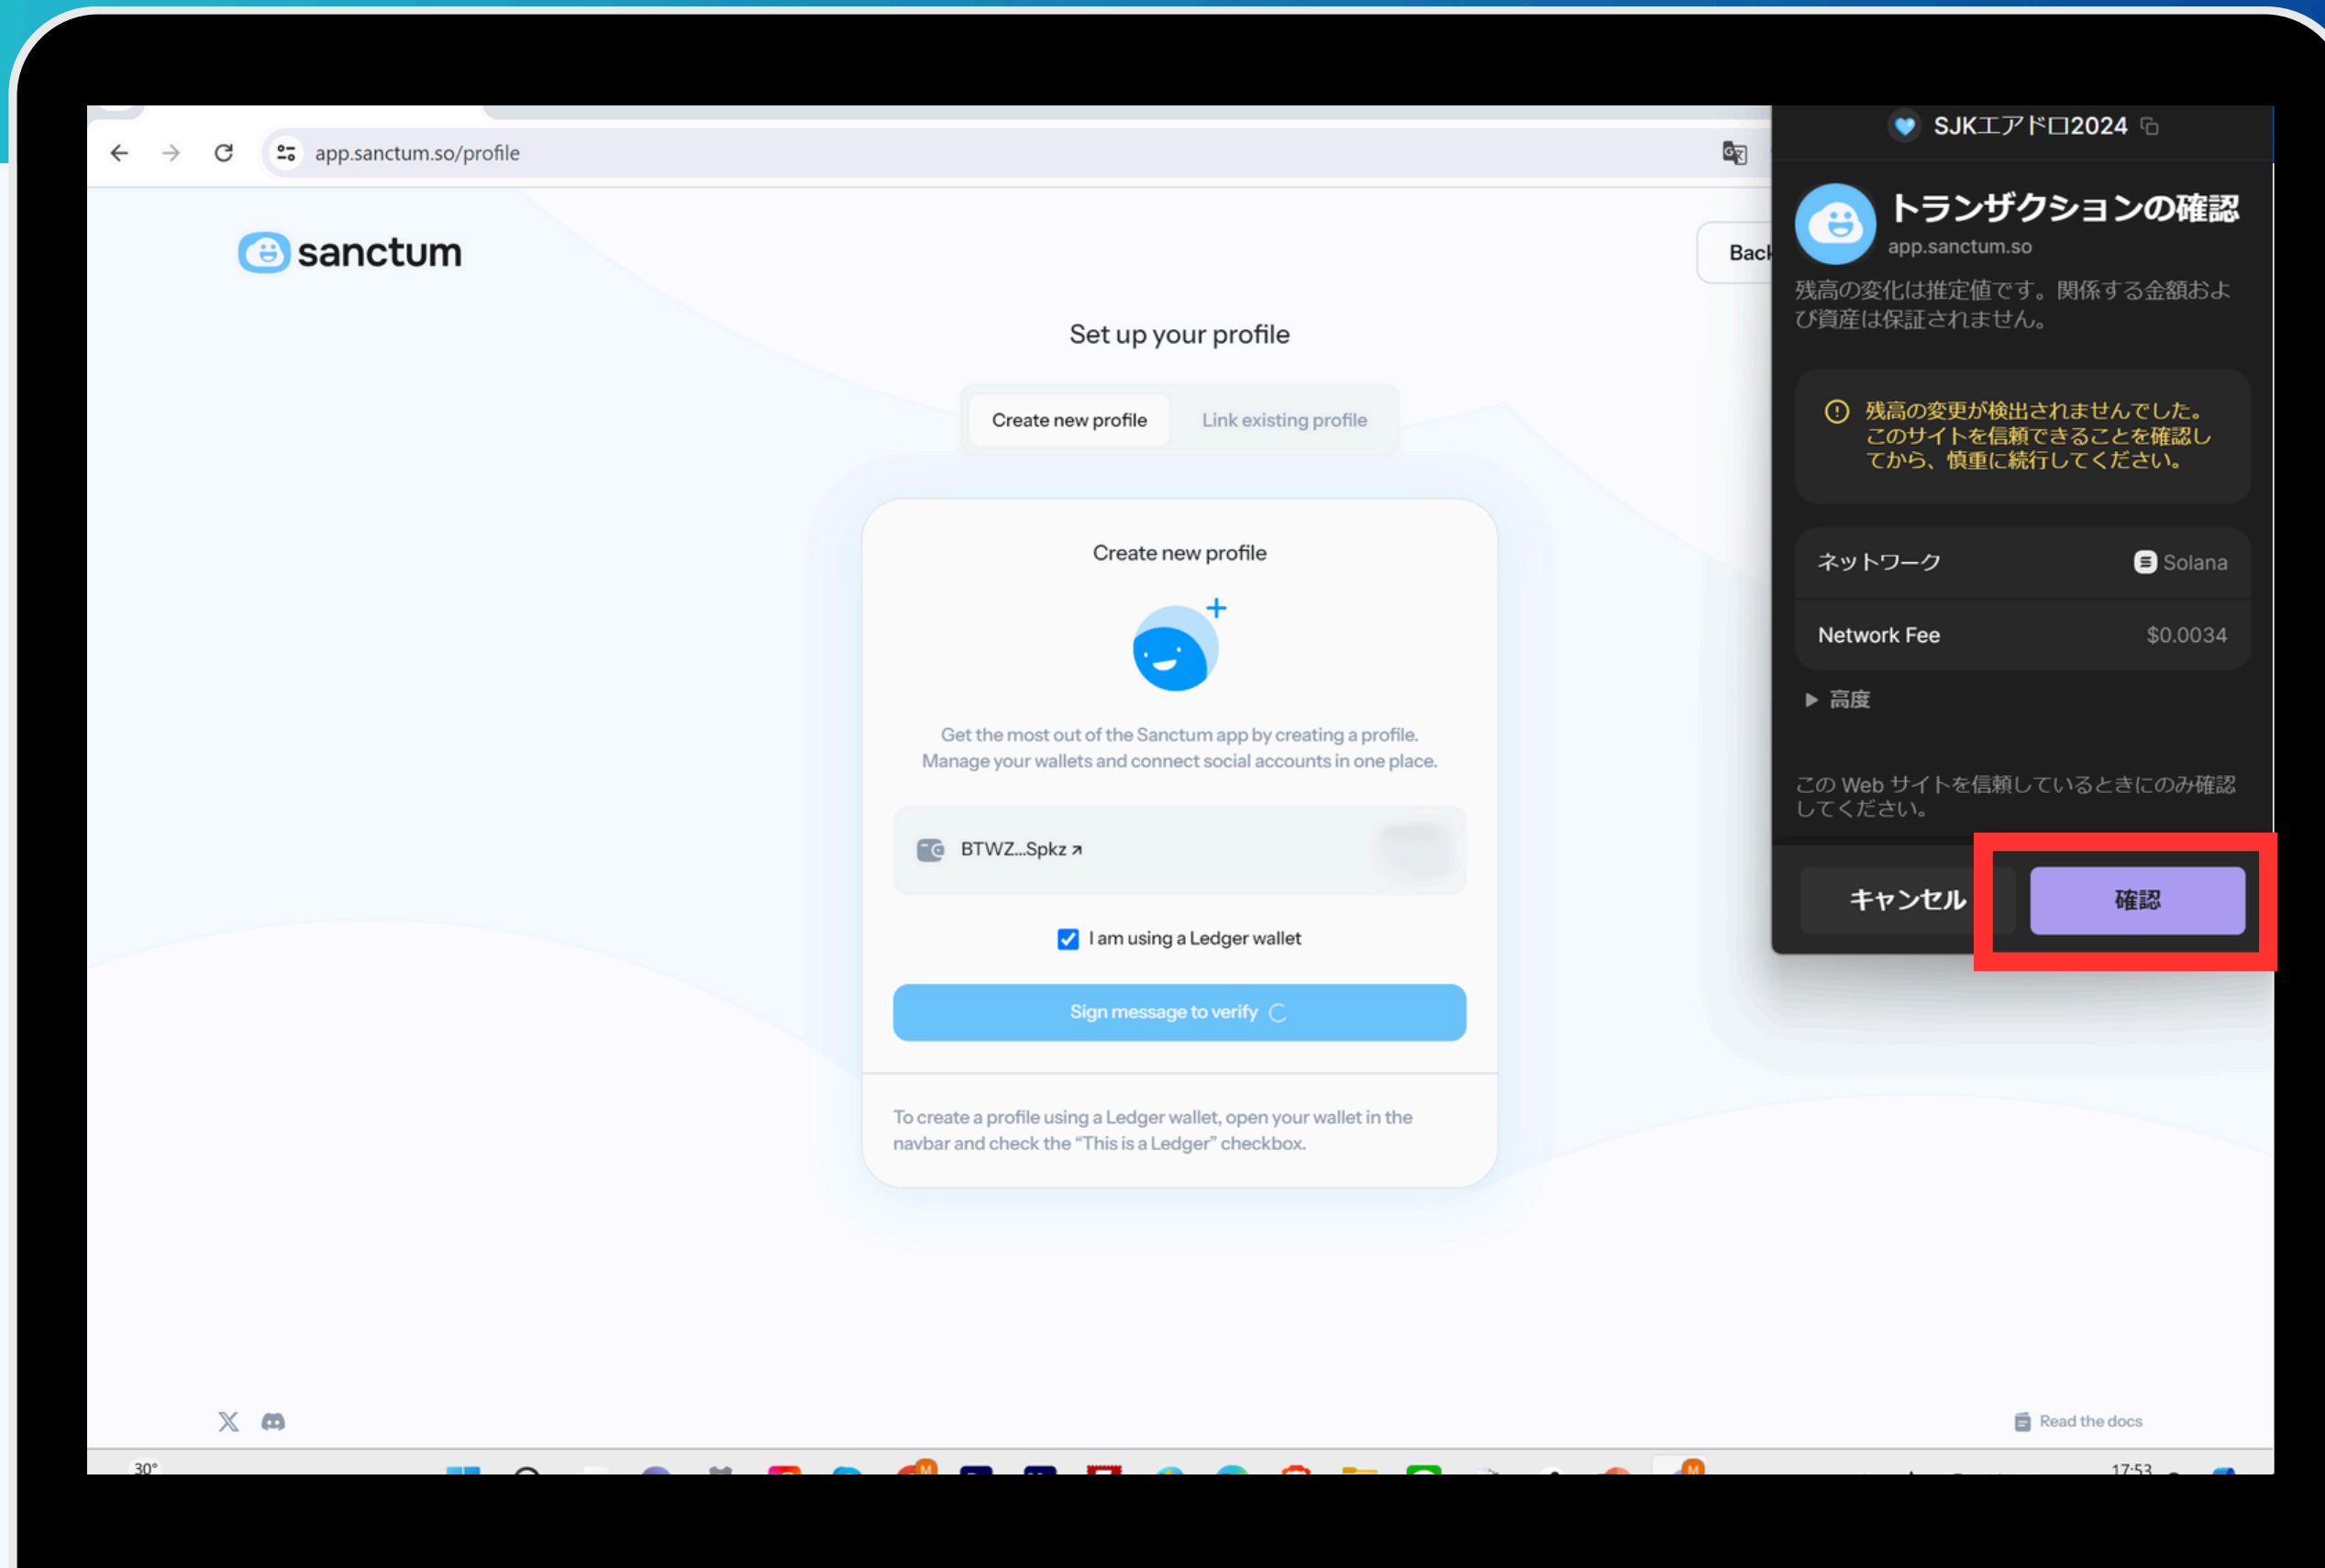 app.sanctum.so/profile
sanctum
Back
Set up your profile
Create new profile
Link existing profile
Create new profile
Get the most out of the Sanctum app by creating a profile.
Manage your wallets and connect social accounts in one place.
BTWZ...Spkz
I am using a Ledger wallet
Sign message to verify
To create a profile using a Ledger wallet, open your wallet in the
navbar and check the “This is a Ledger” checkbox.
Read the docs
SJKエアドロ2024
トランザクションの確認
app.sanctum.so
残高の変化は推定値です。関係する金額およ
び資産は保証されません。
残高の変更が検出されませんでした。
このサイトを信頼できることを確認し
てから、慎重に続行してください。
ネットワーク
Solana
Network Fee
$0.0034
高度
この Web サイトを信頼しているときにのみ確認
してください。
キャンセル
確認
30°
17:53